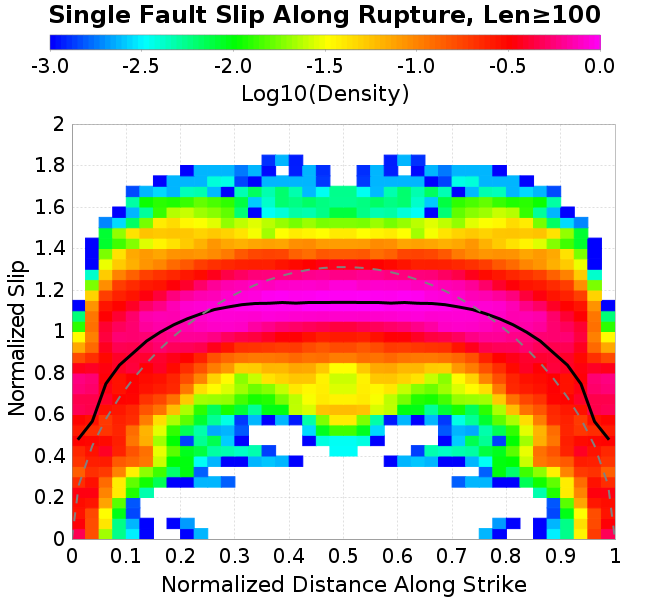 Single Fault Slip Along Rupture, Len≥100
-3.0 -2.5 -2.0 -1.5 -1.0 -0.5 0.0
Log10(Density)
2
1.8
1.6
1.4
1.2
1
0.8
0.6
0.4
0.2
0
Normalized Slip
0 0.1 0.2 0.3 0.4 0.5 0.6 0.7 0.8 0.9 1
Normalized Distance Along Strike